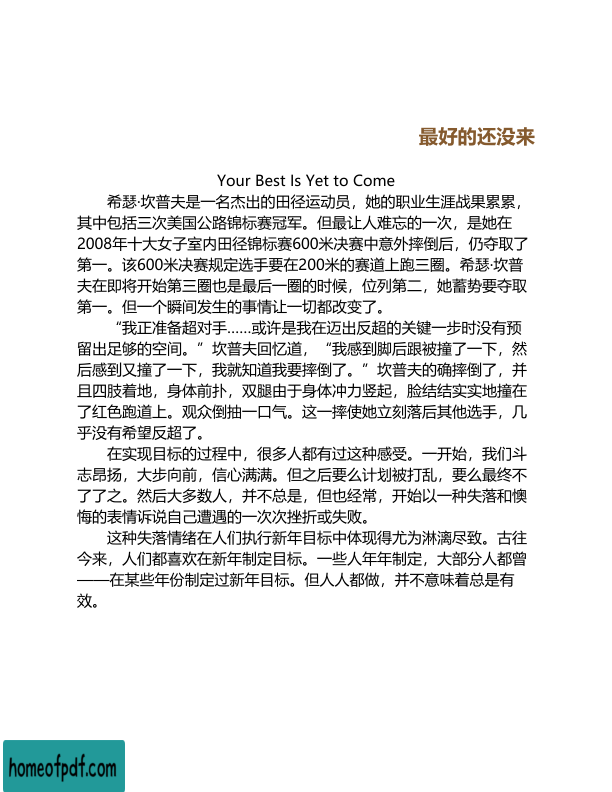 最好的还没来
Your Best Is Yet to Come
希瑟·坎普夫是一名杰出的田径运动员，她的职业生涯战果累累，
其中包括三次美国公路锦标赛冠军。但最让人难忘的一次，是她在
2008年十大女子室内田径锦标赛600米决赛中意外摔倒后，仍夺取了
第一。该600米决赛规定选手要在200米的赛道上跑三圈。希瑟·坎普
夫在即将开始第三圈也是最后一圈的时候，位列第二，她蓄势要夺取
第一。但一个瞬间发生的事情让一切都改变了。
“我正准备超对手……或许是我在迈出反超的关键一步时没有预
留出足够的空间。”坎普夫回忆道，“我感到脚后跟被撞了一下，然
后感到又撞了一下，我就知道我要摔倒了。”坎普夫的确摔倒了，并
且四肢着地，身体前扑，双腿由于身体冲力竖起，脸结结实实地撞在
了红色跑道上。观众倒抽一口气。这一摔使她立刻落后其他选手，几
乎没有希望反超了。
在实现目标的过程中，很多人都有过这种感受。一开始，我们斗
志昂扬，大步向前，信心满满。但之后要么计划被打乱，要么最终不
了了之。然后大多数人，并不总是，但也经常，开始以一种失落和懊
悔的表情诉说自己遭遇的一次次挫折或失败。
这种失落情绪在人们执行新年目标中体现得尤为淋漓尽致。古往
今来，人们都喜欢在新年制定目标。一些人年年制定，大部分人都曾
——在某些年份制定过新年目标。但人人都做，并不意味着总是有
效。
homeofpdf.com